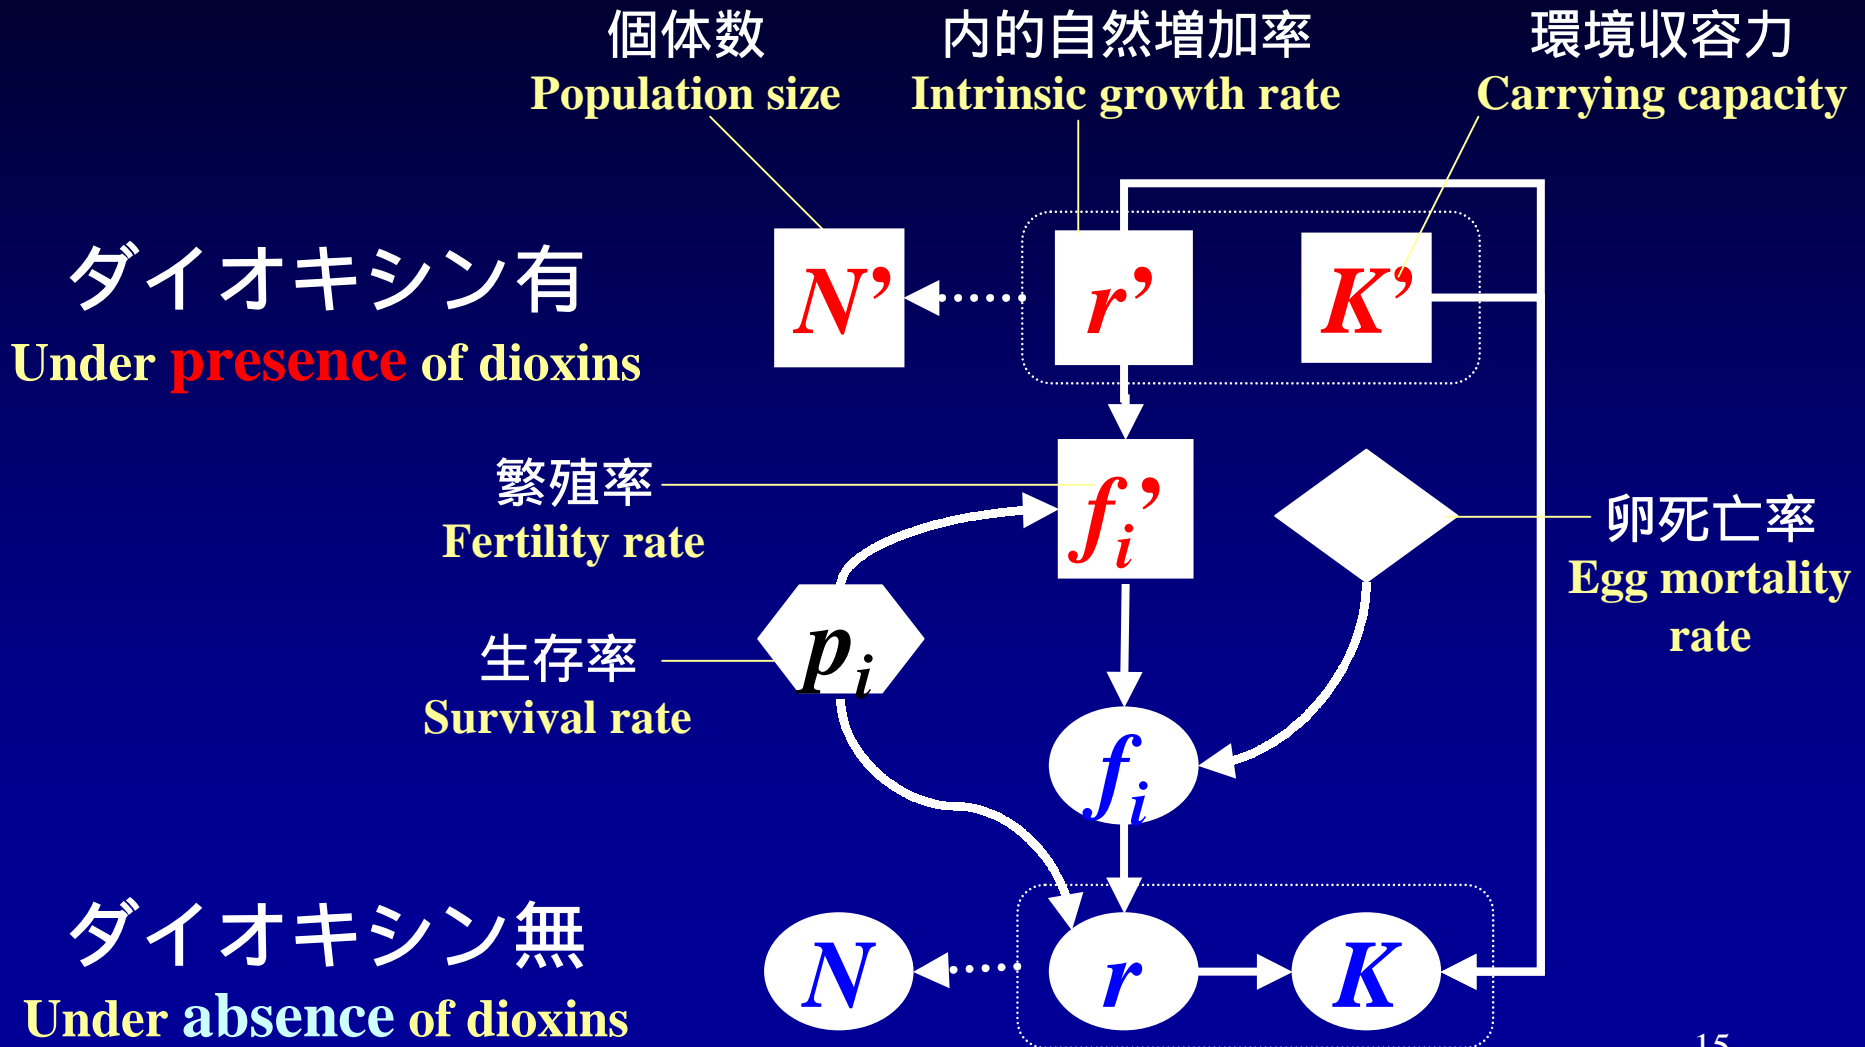 個体数
Population size
内的自然増加率
Intrinsic growth rate
環境収容力
Carrying capacity
ダイオキシン有
Under presence of dioxins
N’
r’
K’
繁殖率
Fertility rate
fi’
卵死亡率
Egg mortality
rate
生存率
Survival rate
pi
fi
ダイオキシン無
Under absence of dioxins
N
r
K
15